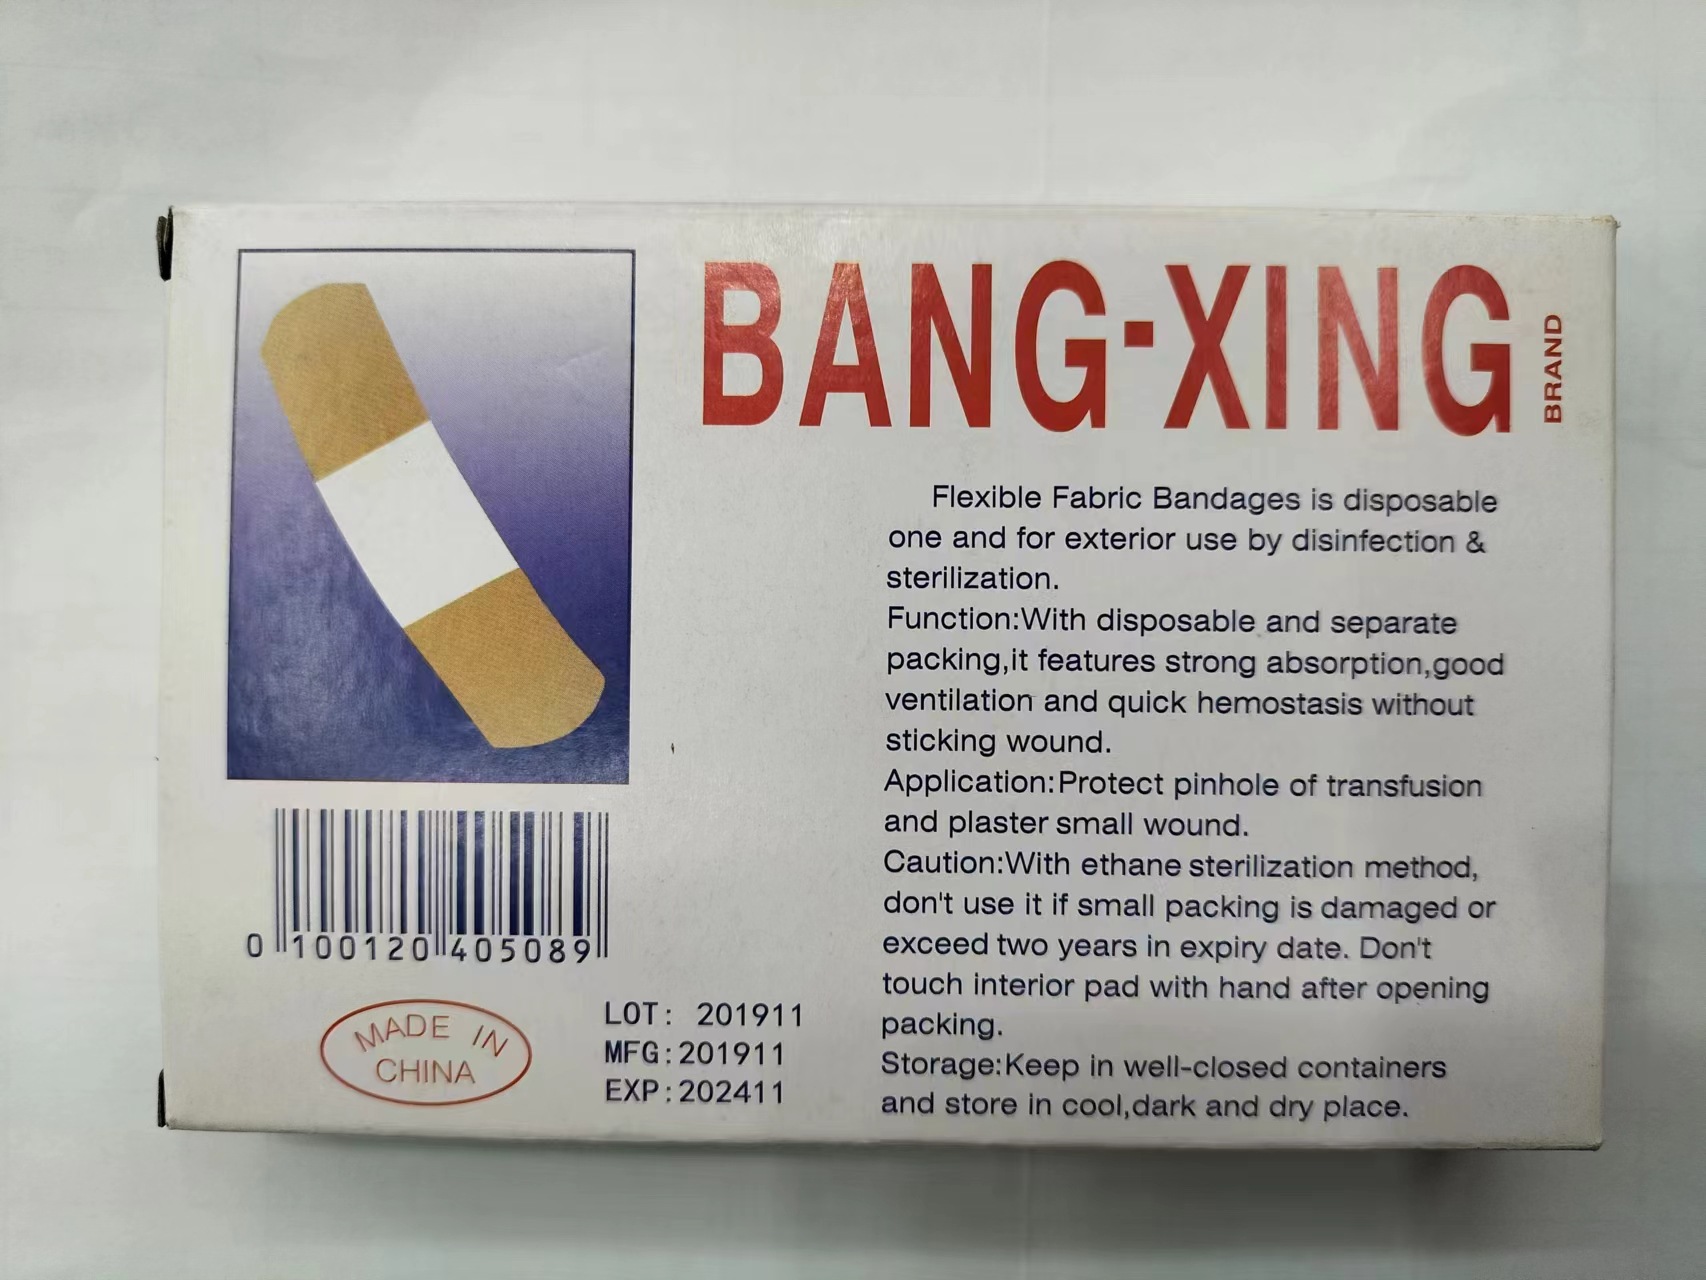 BANG-XING BRAND
Flexible Fabric Bandages is disposable
one and for exterior use by disinfection &
sterilization.
Function:With disposable and separate
packing,it features strong absorption,good
ventilation and quick hemostasis without
sticking wound.
Application:Protect pinhole of transfusion
and plaster small wound.
Caution:With ethane sterilization method,
don't use it if small packing is damaged or
exceed two years in expiry date. Don't
touch interior pad with hand after opening
packing.
Storage:Keep in well-closed containers
and store in cool,dark and dry place.
0 100120 405089
MADE IN
CHINA
LOT: 201911
MFG:201911
EXP:202411